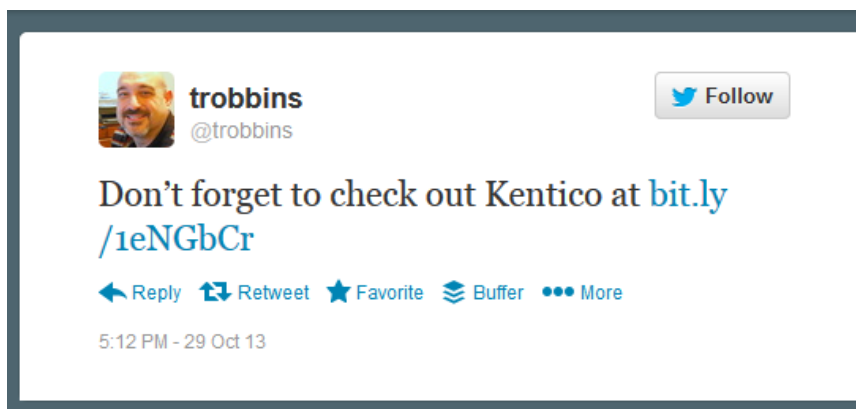 trobbins
Follow
@trobbins
Don’t forget to check out Kentico at bit.ly
/1eNGbCr
Reply Retweet Favorite Buffer More
5:12 PM - 29 Oct 13